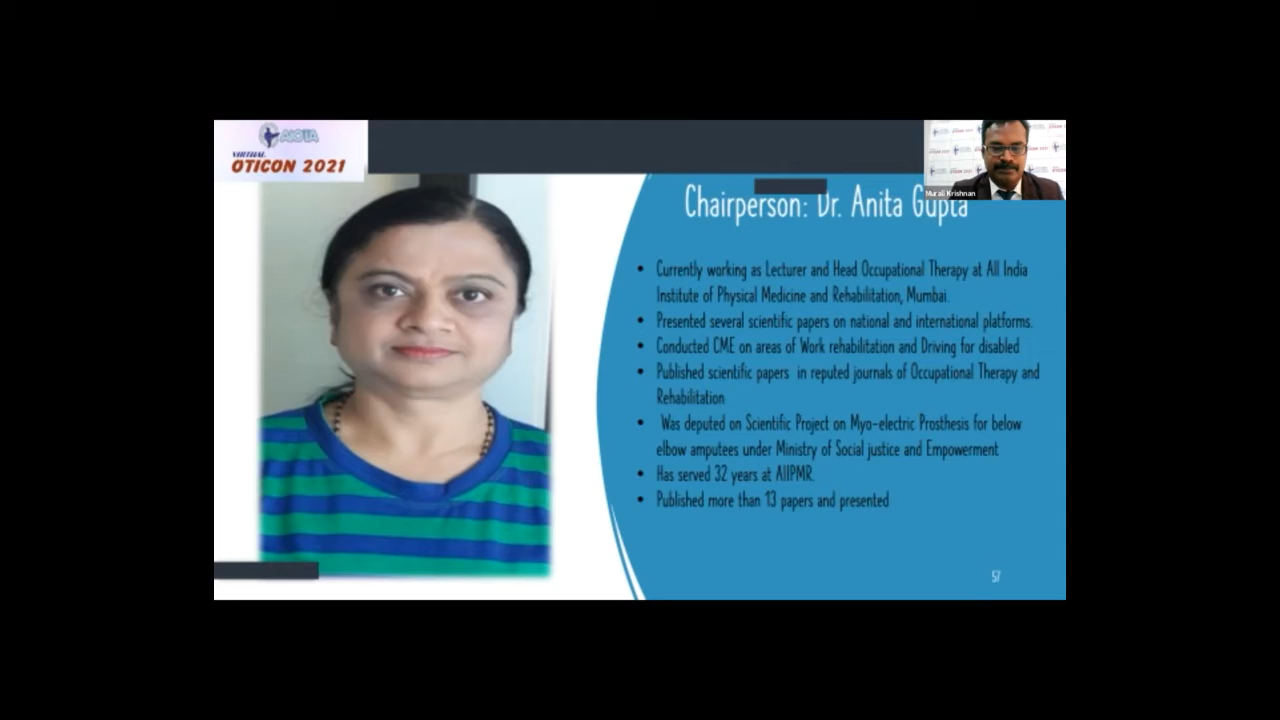 AIOTA
VIRTUAL
OTICON 2021
Murali Krishnan
Chairperson: Dr. Anita Gupta
• Currently working as Lecturer and Head Occupational Therapy at All India
Institute of Physical Medicine and Rehabilitation, Mumbai.
• Presented several scientific papers on national and international platforms.
• Conducted CME on areas of Work rehabilitation and Driving for disabled
• Published scientific papers in reputed journals of Occupational Therapy and
Rehabilitation
• Was deputed on Scientific Project on Myo-electric Prosthesis for below
elbow amputees under Ministry of Social justice and Empowerment
• Has served 32 years at AIIPMR.
• Published more than 13 papers and presented
57